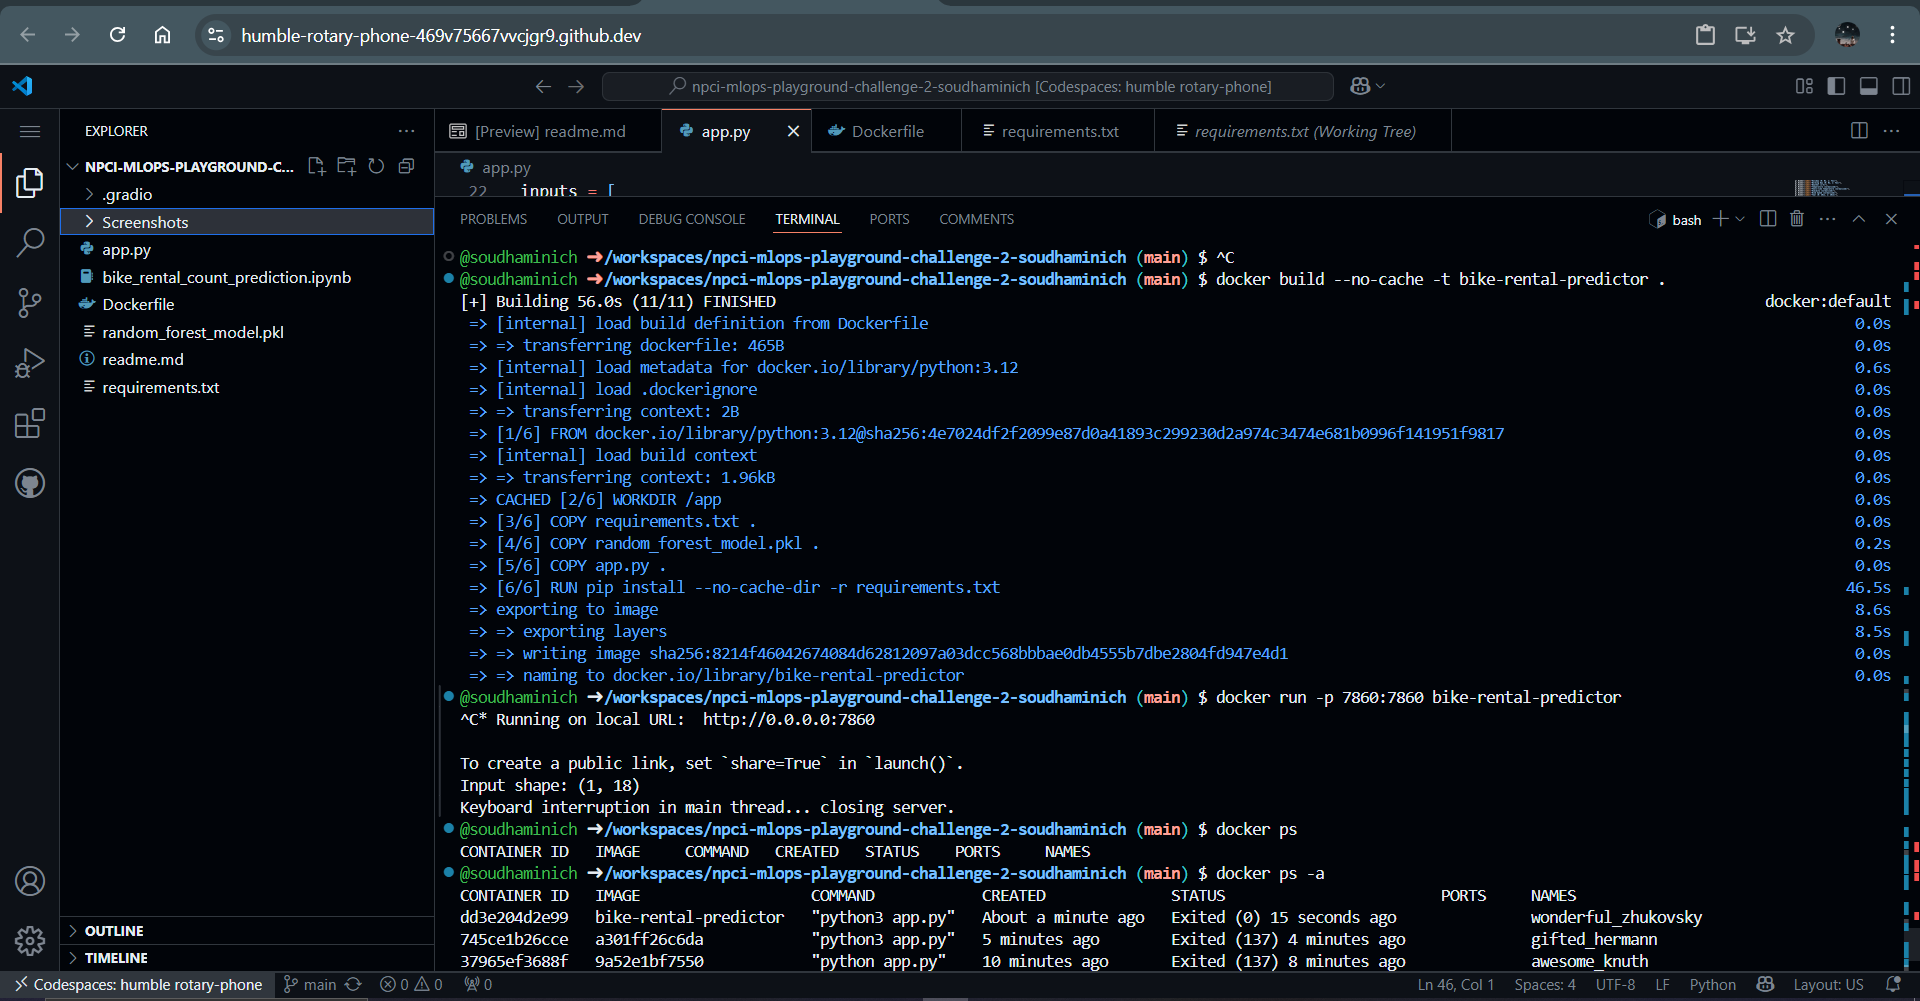 humble-rotary-phone-469v75667vvcjgr9.github.dev
npci-mlops-playground-challenge-2-soudhaminich [Codespaces: humble rotary-phone]
EXPLORER
NPCI-MLOPS-PLAYGROUND-C...
.gradio
Screenshots
app.py
bike_rental_count_prediction.ipynb
Dockerfile
random_forest_model.pkl
readme.md
requirements.txt
OUTLINE
TIMELINE
[Preview] readme.md
app.py
Dockerfile
requirements.txt
requirements.txt (Working Tree)
app.py
22 inputs = [
PROBLEMS OUTPUT DEBUG CONSOLE TERMINAL PORTS COMMENTS
bash
@soudhaminich ➜/workspaces/npci-mlops-playground-challenge-2-soudhaminich (main) $ ^C
@soudhaminich ➜/workspaces/npci-mlops-playground-challenge-2-soudhaminich (main) $ docker build --no-cache -t bike-rental-predictor .
[+] Building 56.0s (11/11) FINISHED docker:default
=> [internal] load build definition from Dockerfile 0.0s
=> => transferring dockerfile: 465B 0.0s
=> [internal] load metadata for docker.io/library/python:3.12 0.6s
=> [internal] load .dockerignore 0.0s
=> => transferring context: 2B 0.0s
=> [1/6] FROM docker.io/library/python:3.12@sha256:4e7024df2f2099e87d0a41893c299230d2a974c3474e681b0996f141951f9817 0.0s
=> [internal] load build context 0.0s
=> => transferring context: 1.96kB 0.0s
=> CACHED [2/6] WORKDIR /app 0.0s
=> [3/6] COPY requirements.txt . 0.0s
=> [4/6] COPY random_forest_model.pkl . 0.2s
=> [5/6] COPY app.py . 0.0s
=> [6/6] RUN pip install --no-cache-dir -r requirements.txt 46.5s
=> exporting to image 8.6s
=> => exporting layers 8.5s
=> => writing image sha256:8214f46042674084d62812097a03dcc568bbbae0db4555b7dbe2804fd947e4d1 0.0s
=> => naming to docker.io/library/bike-rental-predictor 0.0s
@soudhaminich ➜/workspaces/npci-mlops-playground-challenge-2-soudhaminich (main) $ docker run -p 7860:7860 bike-rental-predictor
^C* Running on local URL: http://0.0.0.0:7860
To create a public link, set `share=True` in `launch()`.
Input shape: (1, 18)
Keyboard interruption in main thread... closing server.
@soudhaminich ➜/workspaces/npci-mlops-playground-challenge-2-soudhaminich (main) $ docker ps
CONTAINER ID IMAGE COMMAND CREATED STATUS PORTS NAMES
@soudhaminich ➜/workspaces/npci-mlops-playground-challenge-2-soudhaminich (main) $ docker ps -a
CONTAINER ID IMAGE COMMAND CREATED STATUS PORTS NAMES
dd3e204d2e99 bike-rental-predictor "python3 app.py" About a minute ago Exited (0) 15 seconds ago wonderful_zhukovsky
745ce1b26cce a301ff26c6da "python3 app.py" 5 minutes ago Exited (137) 4 minutes ago gifted_hermann
37965ef3688f 9a52e1bf7550 "python app.py" 10 minutes ago Exited (137) 8 minutes ago awesome_knuth
Codespaces: humble rotary-phone main 0 0 0 Ln 46, Col 1 Spaces: 4 UTF-8 LF Python Layout: US